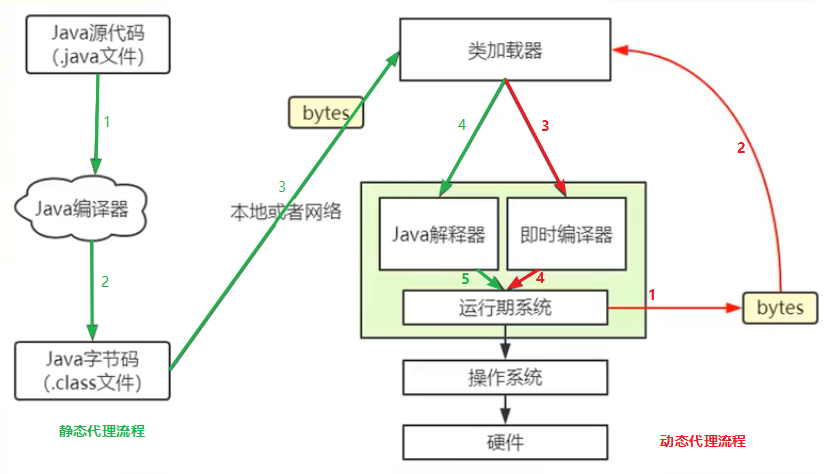 Java源代码
(.java文件)
1
Java编译器
2
Java字节码
(.class文件)
静态代理流程
bytes
3
本地或者网络
类加载器
4
3
2
Java解释器
即时编译器
5
4
运行期系统
1
bytes
操作系统
硬件
动态代理流程